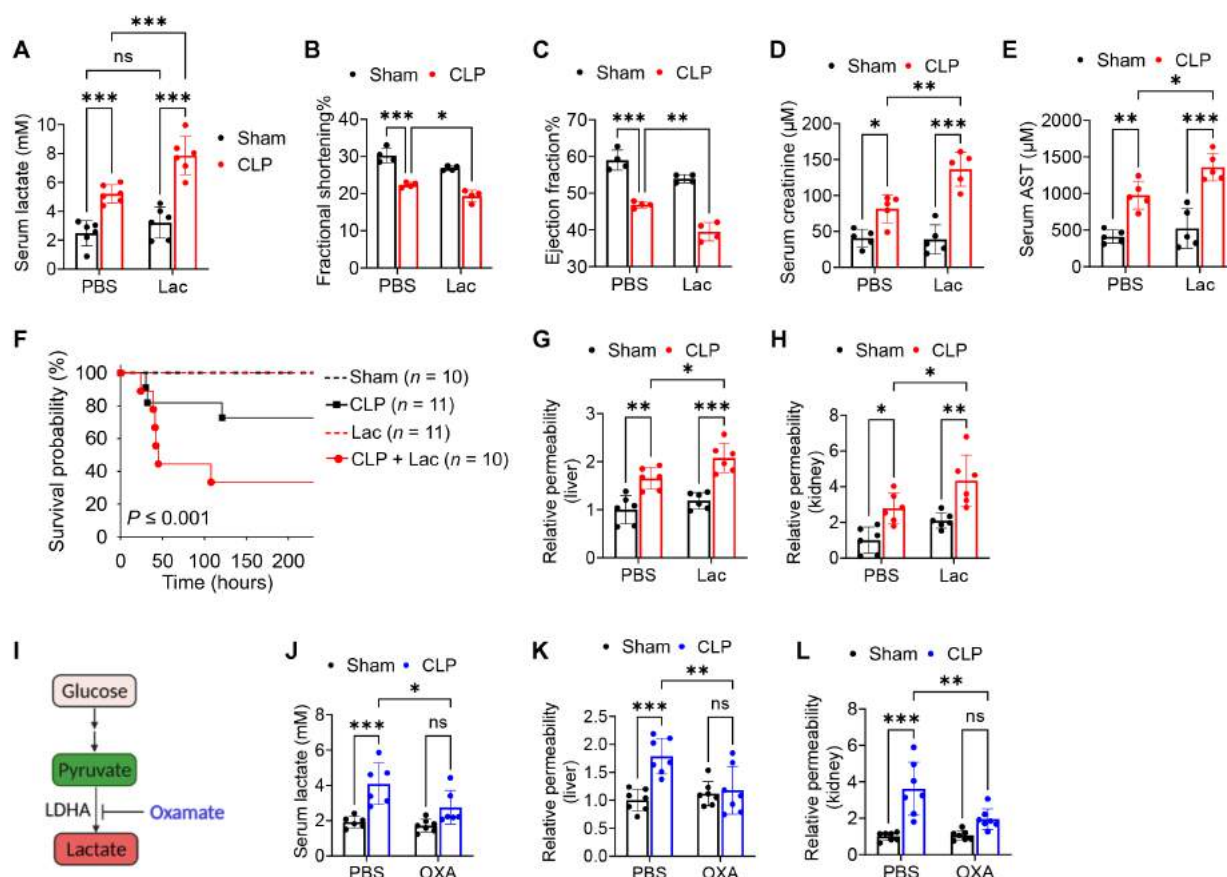 A
***
ns
***
***
Serum lactate (mM)
10
8
6
4
2
0
PBS
Lac
Sham
CLP
B
Sham
CLP
***
*
Fractional shortening%
40
30
20
10
0
PBS
Lac
C
Sham
CLP
***
**
Ejection fraction%
70
60
50
40
30
PBS
Lac
D
Sham
CLP
**
*
***
Serum creatinine (µM)
200
150
100
50
0
PBS
Lac
E
Sham
CLP
*
**
***
Serum AST (µM)
2000
1500
1000
500
0
PBS
Lac
F
Survival probability (%)
100
80
60
40
20
0
P ≤ 0.001
0
50
100
150
200
Time (hours)
Sham (n = 10)
CLP (n = 11)
Lac (n = 11)
CLP + Lac (n = 10)
G
Sham
CLP
*
**
***
Relative permeability
(liver)
3
2
1
0
PBS
Lac
H
Sham
CLP
*
*
**
Relative permeability
(kidney)
8
6
4
2
0
PBS
Lac
I
Glucose
Pyruvate
LDHA
Oxamate
Lactate
J
Sham
CLP
*
***
ns
Serum lactate (mM)
8
6
4
2
0
PBS
OXA
K
Sham
CLP
**
***
ns
Relative permeability
(liver)
2.5
2.0
1.5
1.0
0.5
0.0
PBS
OXA
L
Sham
CLP
**
***
ns
Relative permeability
(kidney)
8
6
4
2
0
PBS
OXA